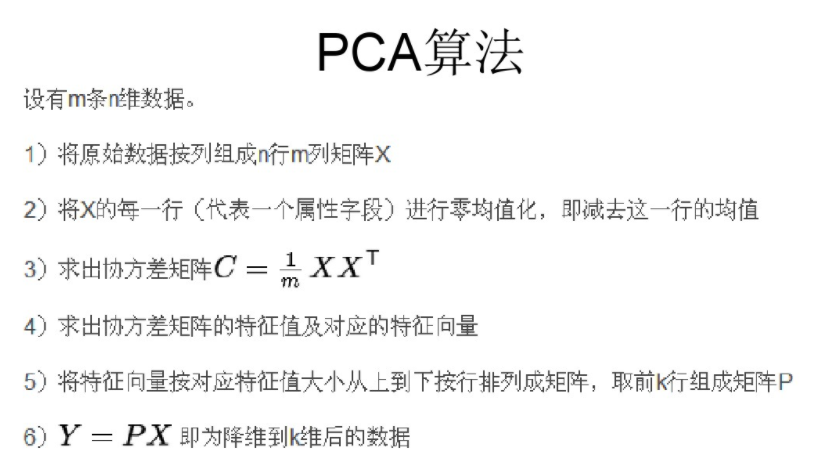 PCA算法
设有m条n维数据。
1）将原始数据按列组成n行m列矩阵X
2）将X的每一行（代表一个属性字段）进行零均值化，即减去这一行的均值
3）求出协方差矩阵C = 1/m XXᵀ
4）求出协方差矩阵的特征值及对应的特征向量
5）将特征向量按对应特征值大小从上到下按行排列成矩阵，取前k行组成矩阵P
6）Y = PX 即为降维到k维后的数据